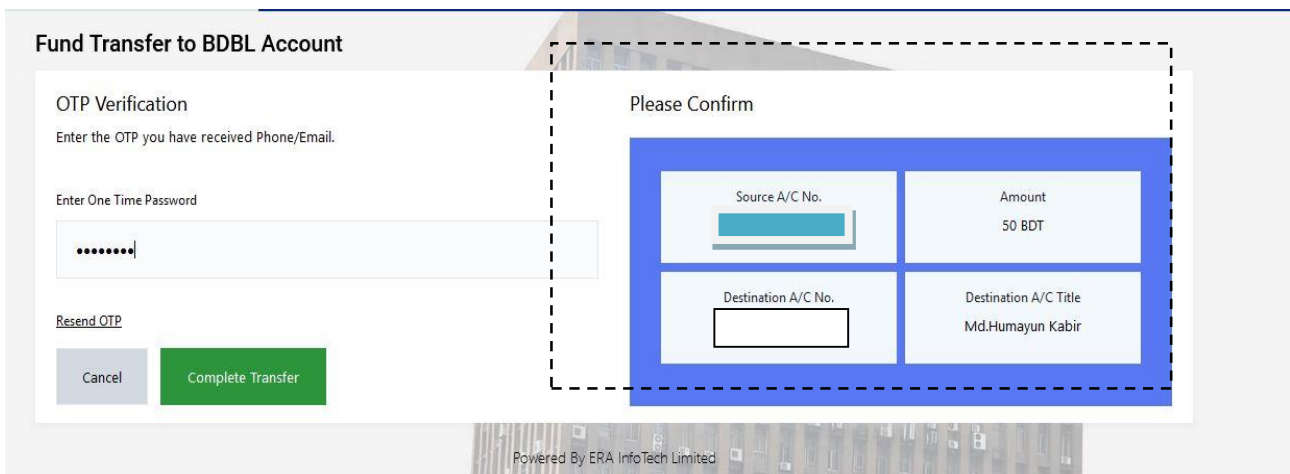 Fund Transfer to BDBL Account
OTP Verification
Enter the OTP you have received Phone/Email.
Enter One Time Password
••••••••
Resend OTP
Cancel
Complete Transfer
Please Confirm
Source A/C No.
Amount
50 BDT
Destination A/C No.
Destination A/C Title
Md.Humayun Kabir
Powered By ERA InfoTech Limited